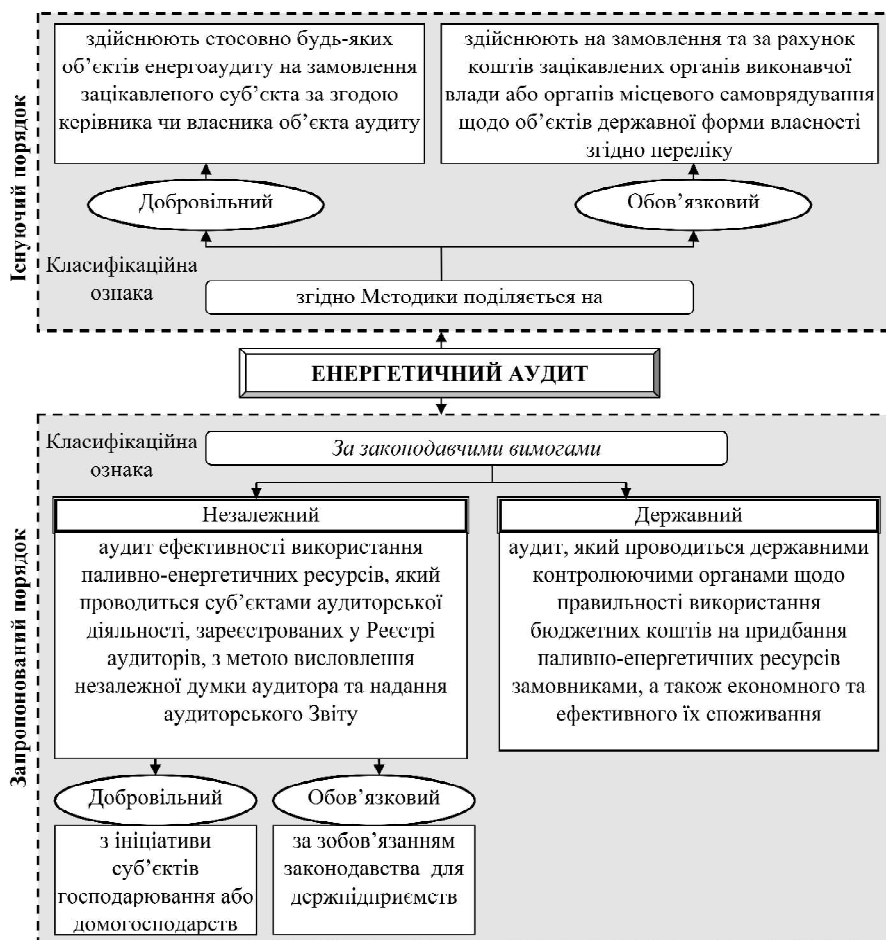 Існуючий порядок
здійснюють стосовно будь-яких
об’єктів енергоаудиту на замовлення
зацікавленого суб’єкта за згодою
керівника чи власника об’єкта аудиту
здійснюють на замовлення та за рахунок
коштів зацікавлених органів виконавчої
влади або органів місцевого самоврядування
щодо об’єктів державної форми власності
згідно переліку
Добровільний
Обов’язковий
Класифікаційна
ознака
згідно Методики поділяється на
ЕНЕРГЕТИЧНИЙ АУДИТ
Запропонований порядок
Класифікаційна
ознака
За законодавчими вимогами
Незалежний
аудит ефективності використання
паливно-енергетичних ресурсів, який
проводиться суб’єктами аудиторської
діяльності, зареєстрованих у Реєстрі
аудиторів, з метою висловлення
незалежної думки аудитора та надання
аудиторського Звіту
Державний
аудит, який проводиться державними
контролюючими органами щодо
правильності використання
бюджетних коштів на придбання
паливно-енергетичних ресурсів
замовниками, а також економного та
ефективного їх споживання
Добровільний
з ініціативи
суб’єктів
господарювання або
домогосподарств
Обов’язковий
за зобов’язанням
законодавства для
держпідприємств